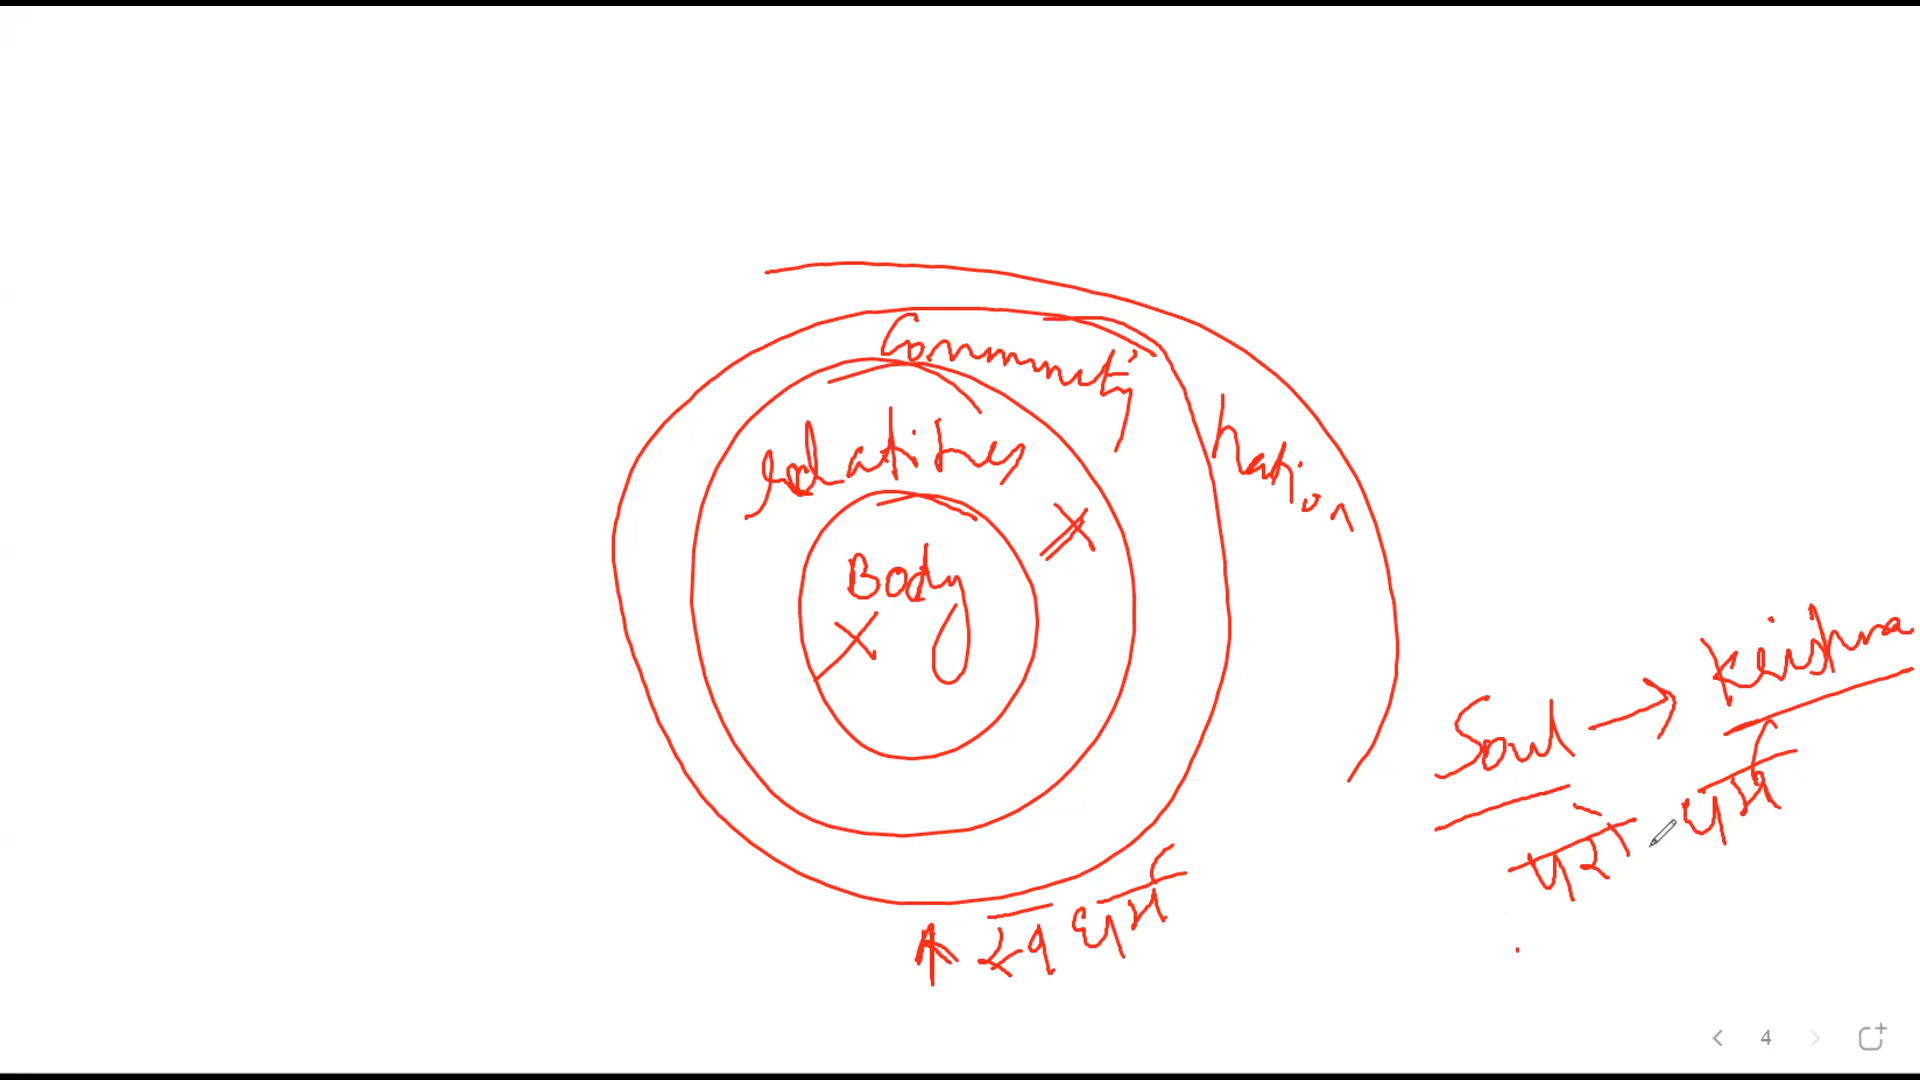 Community
relatives
nation
Body
Soul → Krishna
परो धर्म
स्व धर्म
4